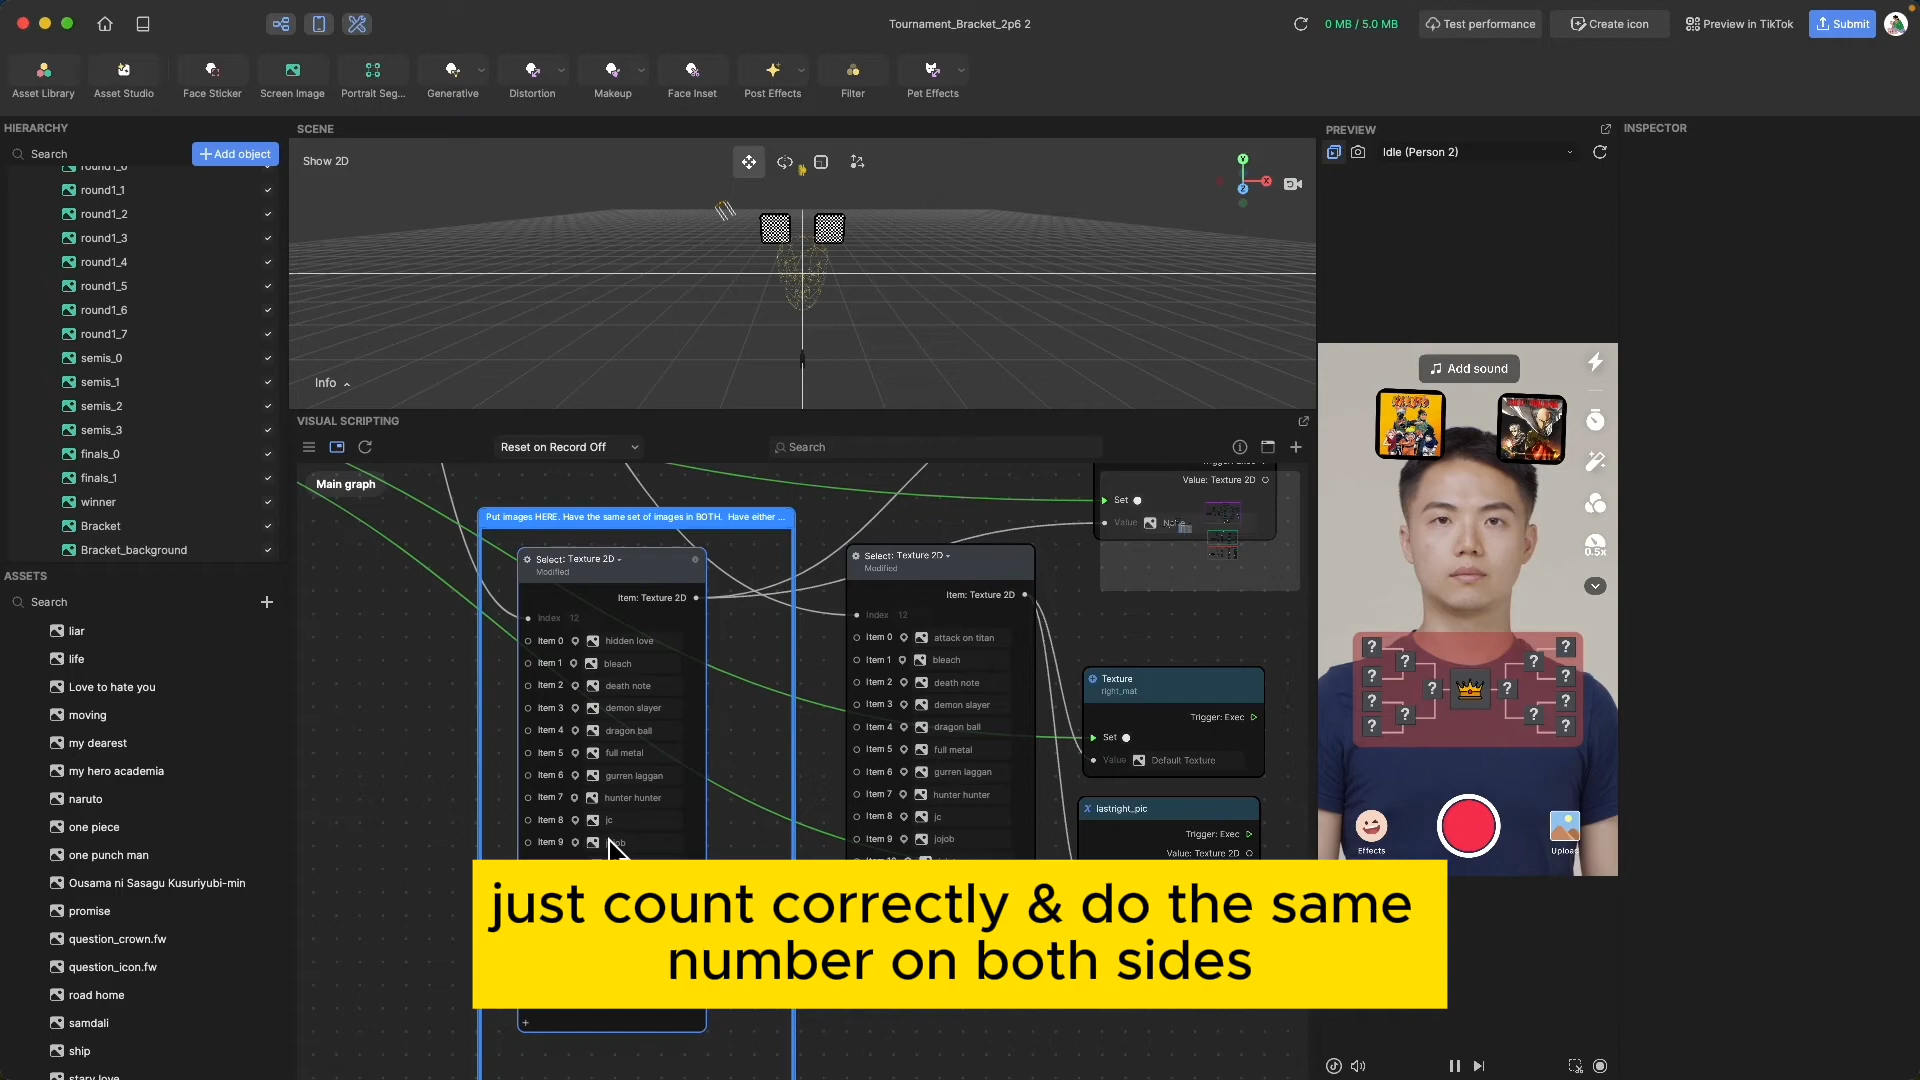 Tournament_Bracket_2p6 2
0 MB / 5.0 MB
Test performance
Create icon
Preview in TikTok
Submit
Asset Library
Asset Studio
Face Sticker
Screen Image
Portrait Seg...
Generative
Distortion
Makeup
Face Inset
Post Effects
Filter
Pet Effects
HIERARCHY
Search
Add object
round1_0
round1_1
round1_2
round1_3
round1_4
round1_5
round1_6
round1_7
semis_0
semis_1
semis_2
semis_3
finals_0
finals_1
winner
Bracket
Bracket_background
ASSETS
Search
liar
life
Love to hate you
moving
my dearest
my hero academia
naruto
one piece
one punch man
Ousama ni Sasagu Kusuriyubi-min
promise
question_crown.fw
question_icon.fw
road home
samdali
ship
stary love
SCENE
Show 2D
Y
X
Z
Info
VISUAL SCRIPTING
Reset on Record Off
Search
Main graph
Put images HERE. Have the same set of images in BOTH. Have either ...
Select: Texture 2D
Modified
Item: Texture 2D
Index 12
Item 0 hidden love
Item 1 bleach
Item 2 death note
Item 3 demon slayer
Item 4 dragon ball
Item 5 full metal
Item 6 gurren laggan
Item 7 hunter hunter
Item 8 jc
Item 9
Select: Texture 2D
Modified
Item: Texture 2D
Index 12
Item 0 attack on titan
Item 1 bleach
Item 2 death note
Item 3 demon slayer
Item 4 dragon ball
Item 5 full metal
Item 6 gurren laggan
Item 7 hunter hunter
Item 8 jc
Item 9 jojob
Value: Texture 2D
Set
Value
Texture
right_mat
Trigger: Exec
Set
Value Default Texture
lastright_pic
Trigger: Exec
Value: Texture 2D
just count correctly & do the same
number on both sides
PREVIEW
Idle (Person 2)
Add sound
0.5x
? ?
? ?
? ?
? ?
? ?
? ?
? ?
Effects
Upload
INSPECTOR